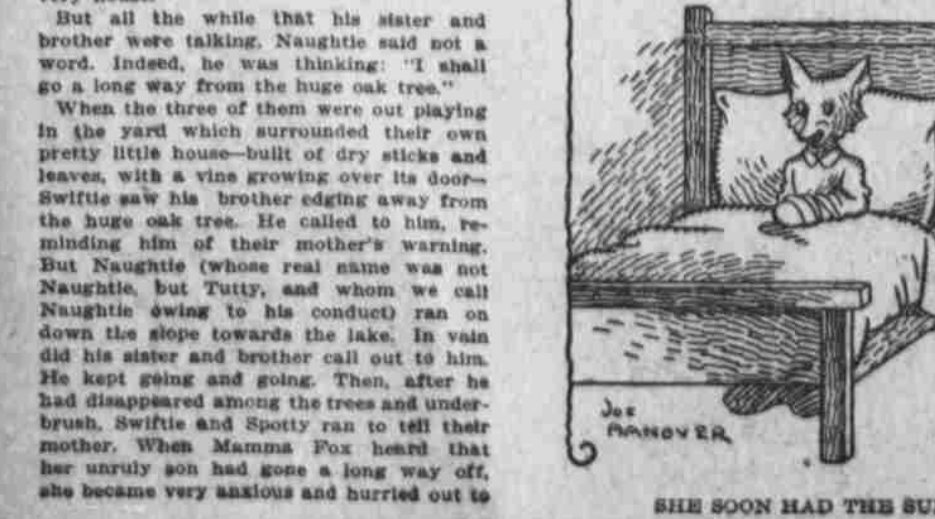 But all the while that his sister and
brother were talking, Naughtie said not a
word. Indeed, he was thinking: "I shall
go a long way from the huge oak tree."
When the three of them were out playing
in the yard which surrounded their own
pretty little house—built of dry sticks and
leaves, with a vine growing over its door—
Swiftie saw his brother edging away from
the huge oak tree. He called to him, re-
minding him of their mother's warning.
But Naughtie (whose real name was not
Naughtie, but Tutty, and whom we call
Naughtie owing to his conduct) ran on
down the slope towards the lake. In vain
did his sister and brother call out to him.
He kept going and going. Then, after he
had disappeared among the trees and under-
brush, Swiftie and Spotty ran to tell their
mother. When Mamma Fox heard that
her unruly son had gone a long way off,
she became very anxious and hurried out to
Joe
HANOVER
SHE SOON HAD THE